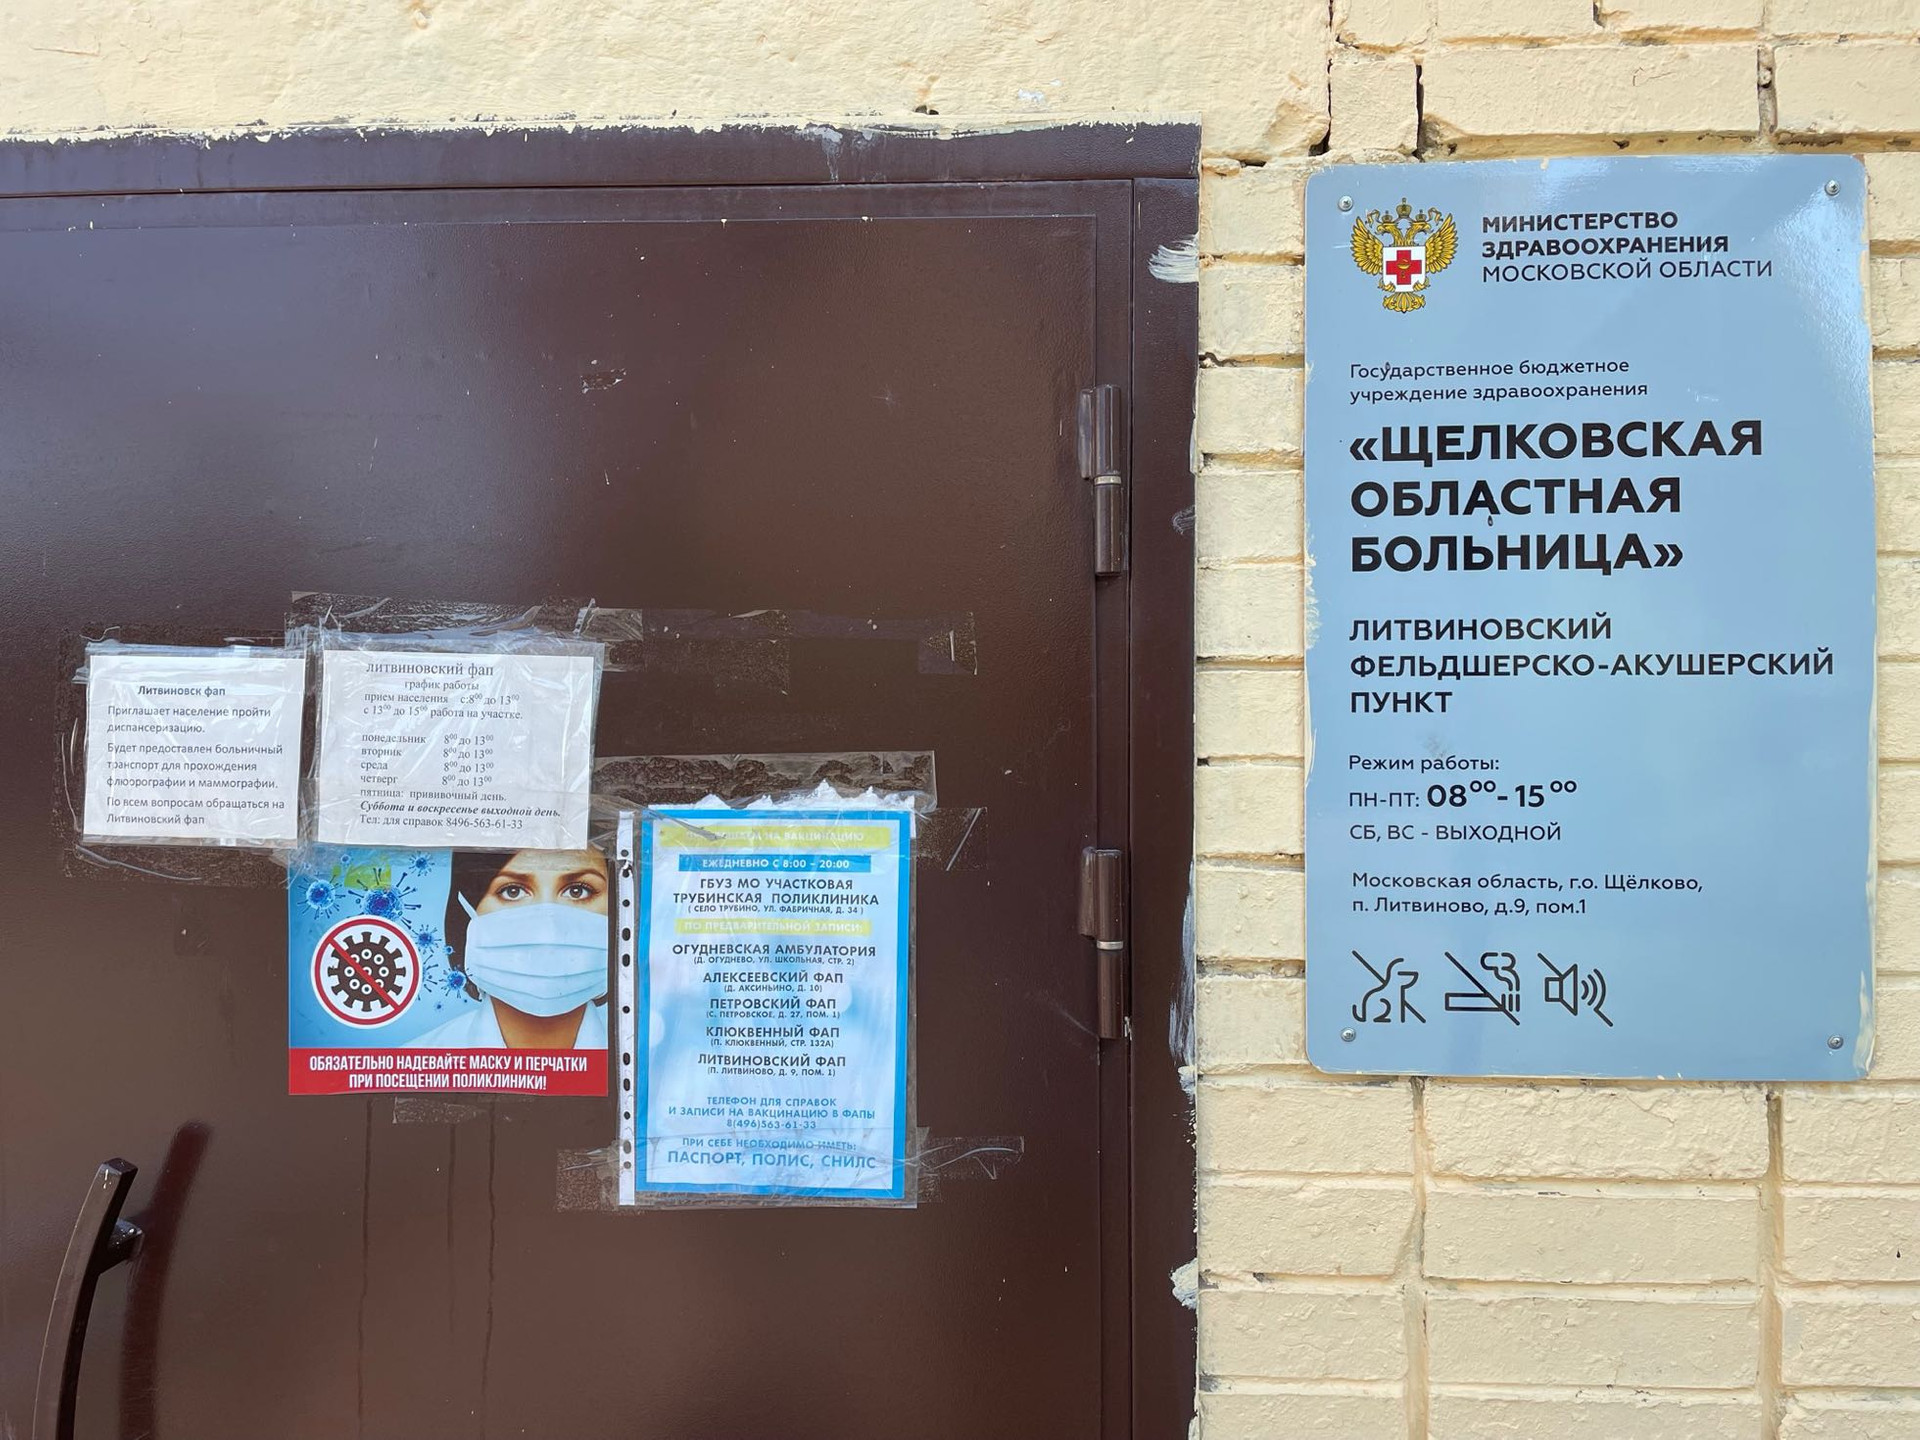 Литвиновск фап
Приглашает население пройти
диспансеризацию.
Будет предоставлен больничный
транспорт для прохождения
флюорографии и маммографии.
По всем вопросам обращаться на
Литвиновский фап
литвиновский фап
график работы
прием населения с:8⁰⁰ до 13⁰⁰
с 13⁰⁰ до 15⁰⁰ работа на участке.
понедельник 8⁰⁰ до 13⁰⁰
вторник 8⁰⁰ до 13⁰⁰
среда 8⁰⁰ до 13⁰⁰
четверг 8⁰⁰ до 13⁰⁰
пятница: прививочный день.
Суббота и воскресенье выходной день.
Тел: для справок 8496-563-61-33
ОБЯЗАТЕЛЬНО НАДЕВАЙТЕ МАСКУ И ПЕРЧАТКИ
ПРИ ПОСЕЩЕНИИ ПОЛИКЛИНИКИ!
НА ВАКЦИНАЦИЮ
ЕЖЕДНЕВНО С 8:00 – 20:00
ГБУЗ МО УЧАСТКОВАЯ
ТРУБИНСКАЯ ПОЛИКЛИНИКА
( СЕЛО ТРУБИНО, УЛ. ФАБРИЧНАЯ, Д. 34 )
ПО ПРЕДВАРИТЕЛЬНОЙ ЗАПИСИ:
ОГУДНЕВСКАЯ АМБУЛАТОРИЯ
(Д. ОГУДНЕВО, УЛ. ШКОЛЬНАЯ, СТР. 2)
АЛЕКСЕЕВСКИЙ ФАП
(Д. АКСИНЬИНО, Д. 10)
ПЕТРОВСКИЙ ФАП
(С. ПЕТРОВСКОЕ, Д. 27, ПОМ. 1)
КЛЮКВЕННЫЙ ФАП
(П. КЛЮКВЕННЫЙ, СТР. 132А)
ЛИТВИНОВСКИЙ ФАП
(П. ЛИТВИНОВО, Д. 9, ПОМ. 1)
ТЕЛЕФОН ДЛЯ СПРАВОК
И ЗАПИСИ НА ВАКЦИНАЦИЮ В ФАПЫ
8(496)563-61-33
ПРИ СЕБЕ НЕОБХОДИМО ИМЕТЬ:
ПАСПОРТ, ПОЛИС, СНИЛС
МИНИСТЕРСТВО
ЗДРАВООХРАНЕНИЯ
МОСКОВСКОЙ ОБЛАСТИ
Государственное бюджетное
учреждение здравоохранения
«ЩЕЛКОВСКАЯ
ОБЛАСТНАЯ
БОЛЬНИЦА»
ЛИТВИНОВСКИЙ
ФЕЛЬДШЕРСКО-АКУШЕРСКИЙ
ПУНКТ
Режим работы:
ПН-ПТ: 08⁰⁰- 15⁰⁰
СБ, ВС - ВЫХОДНОЙ
Московская область, г.о. Щёлково,
п. Литвиново, д.9, пом.1